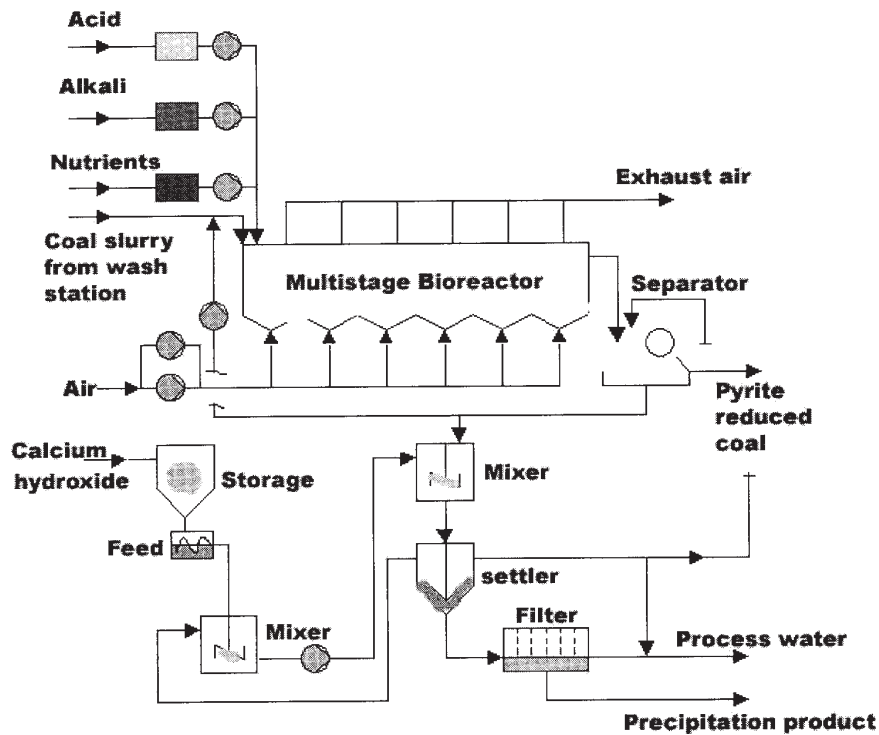 Acid
Alkali
Nutrients
Exhaust air
Coal slurry
from wash
station
Multistage Bioreactor
Separator
Air
Pyrite
reduced
coal
Calcium
hydroxide
Storage
Mixer
Feed
settler
Filter
Mixer
Process water
Precipitation product